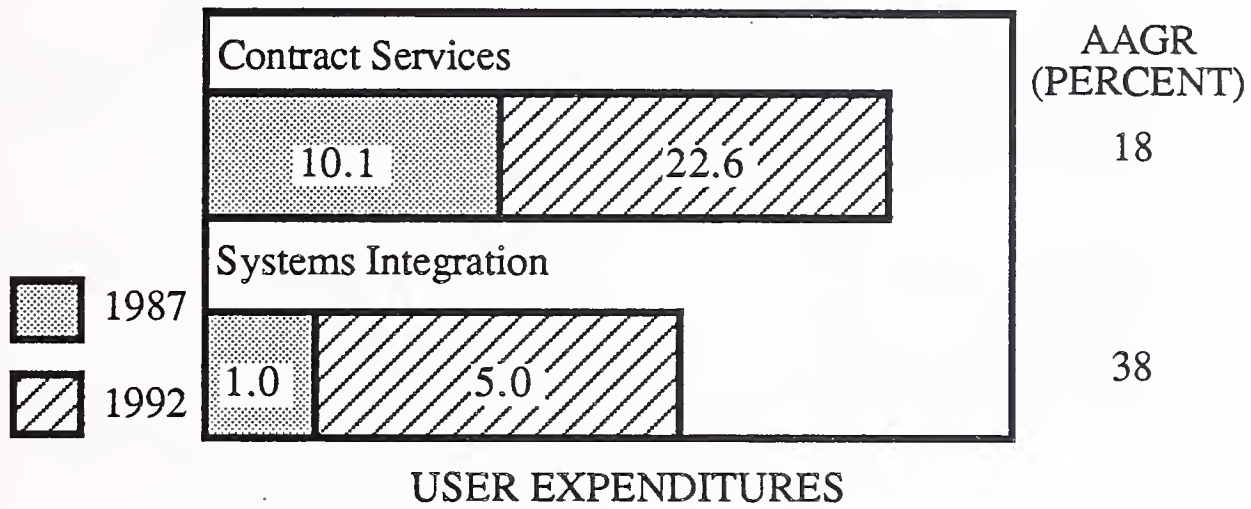 Contract Services
AAGR
(PERCENT)
10.1
22.6
18
Systems Integration
1987
1992
1.0
5.0
38
USER EXPENDITURES